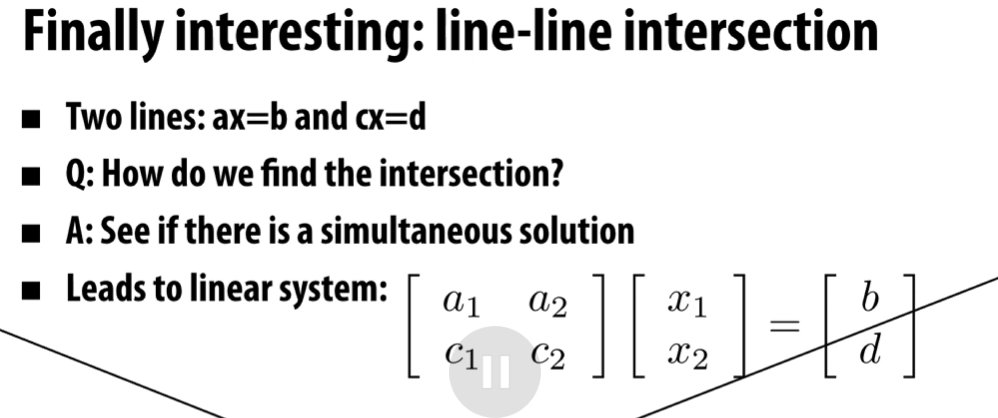 Finally interesting: line-line intersection
■ Two lines: ax=b and cx=d
■ Q: How do we find the intersection?
■ A: See if there is a simultaneous solution
■ Leads to linear system:
[ a₁ a₂ ] [ x₁ ] = [ b ]
[ c₁ c₂ ] [ x₂ ] [ d ]